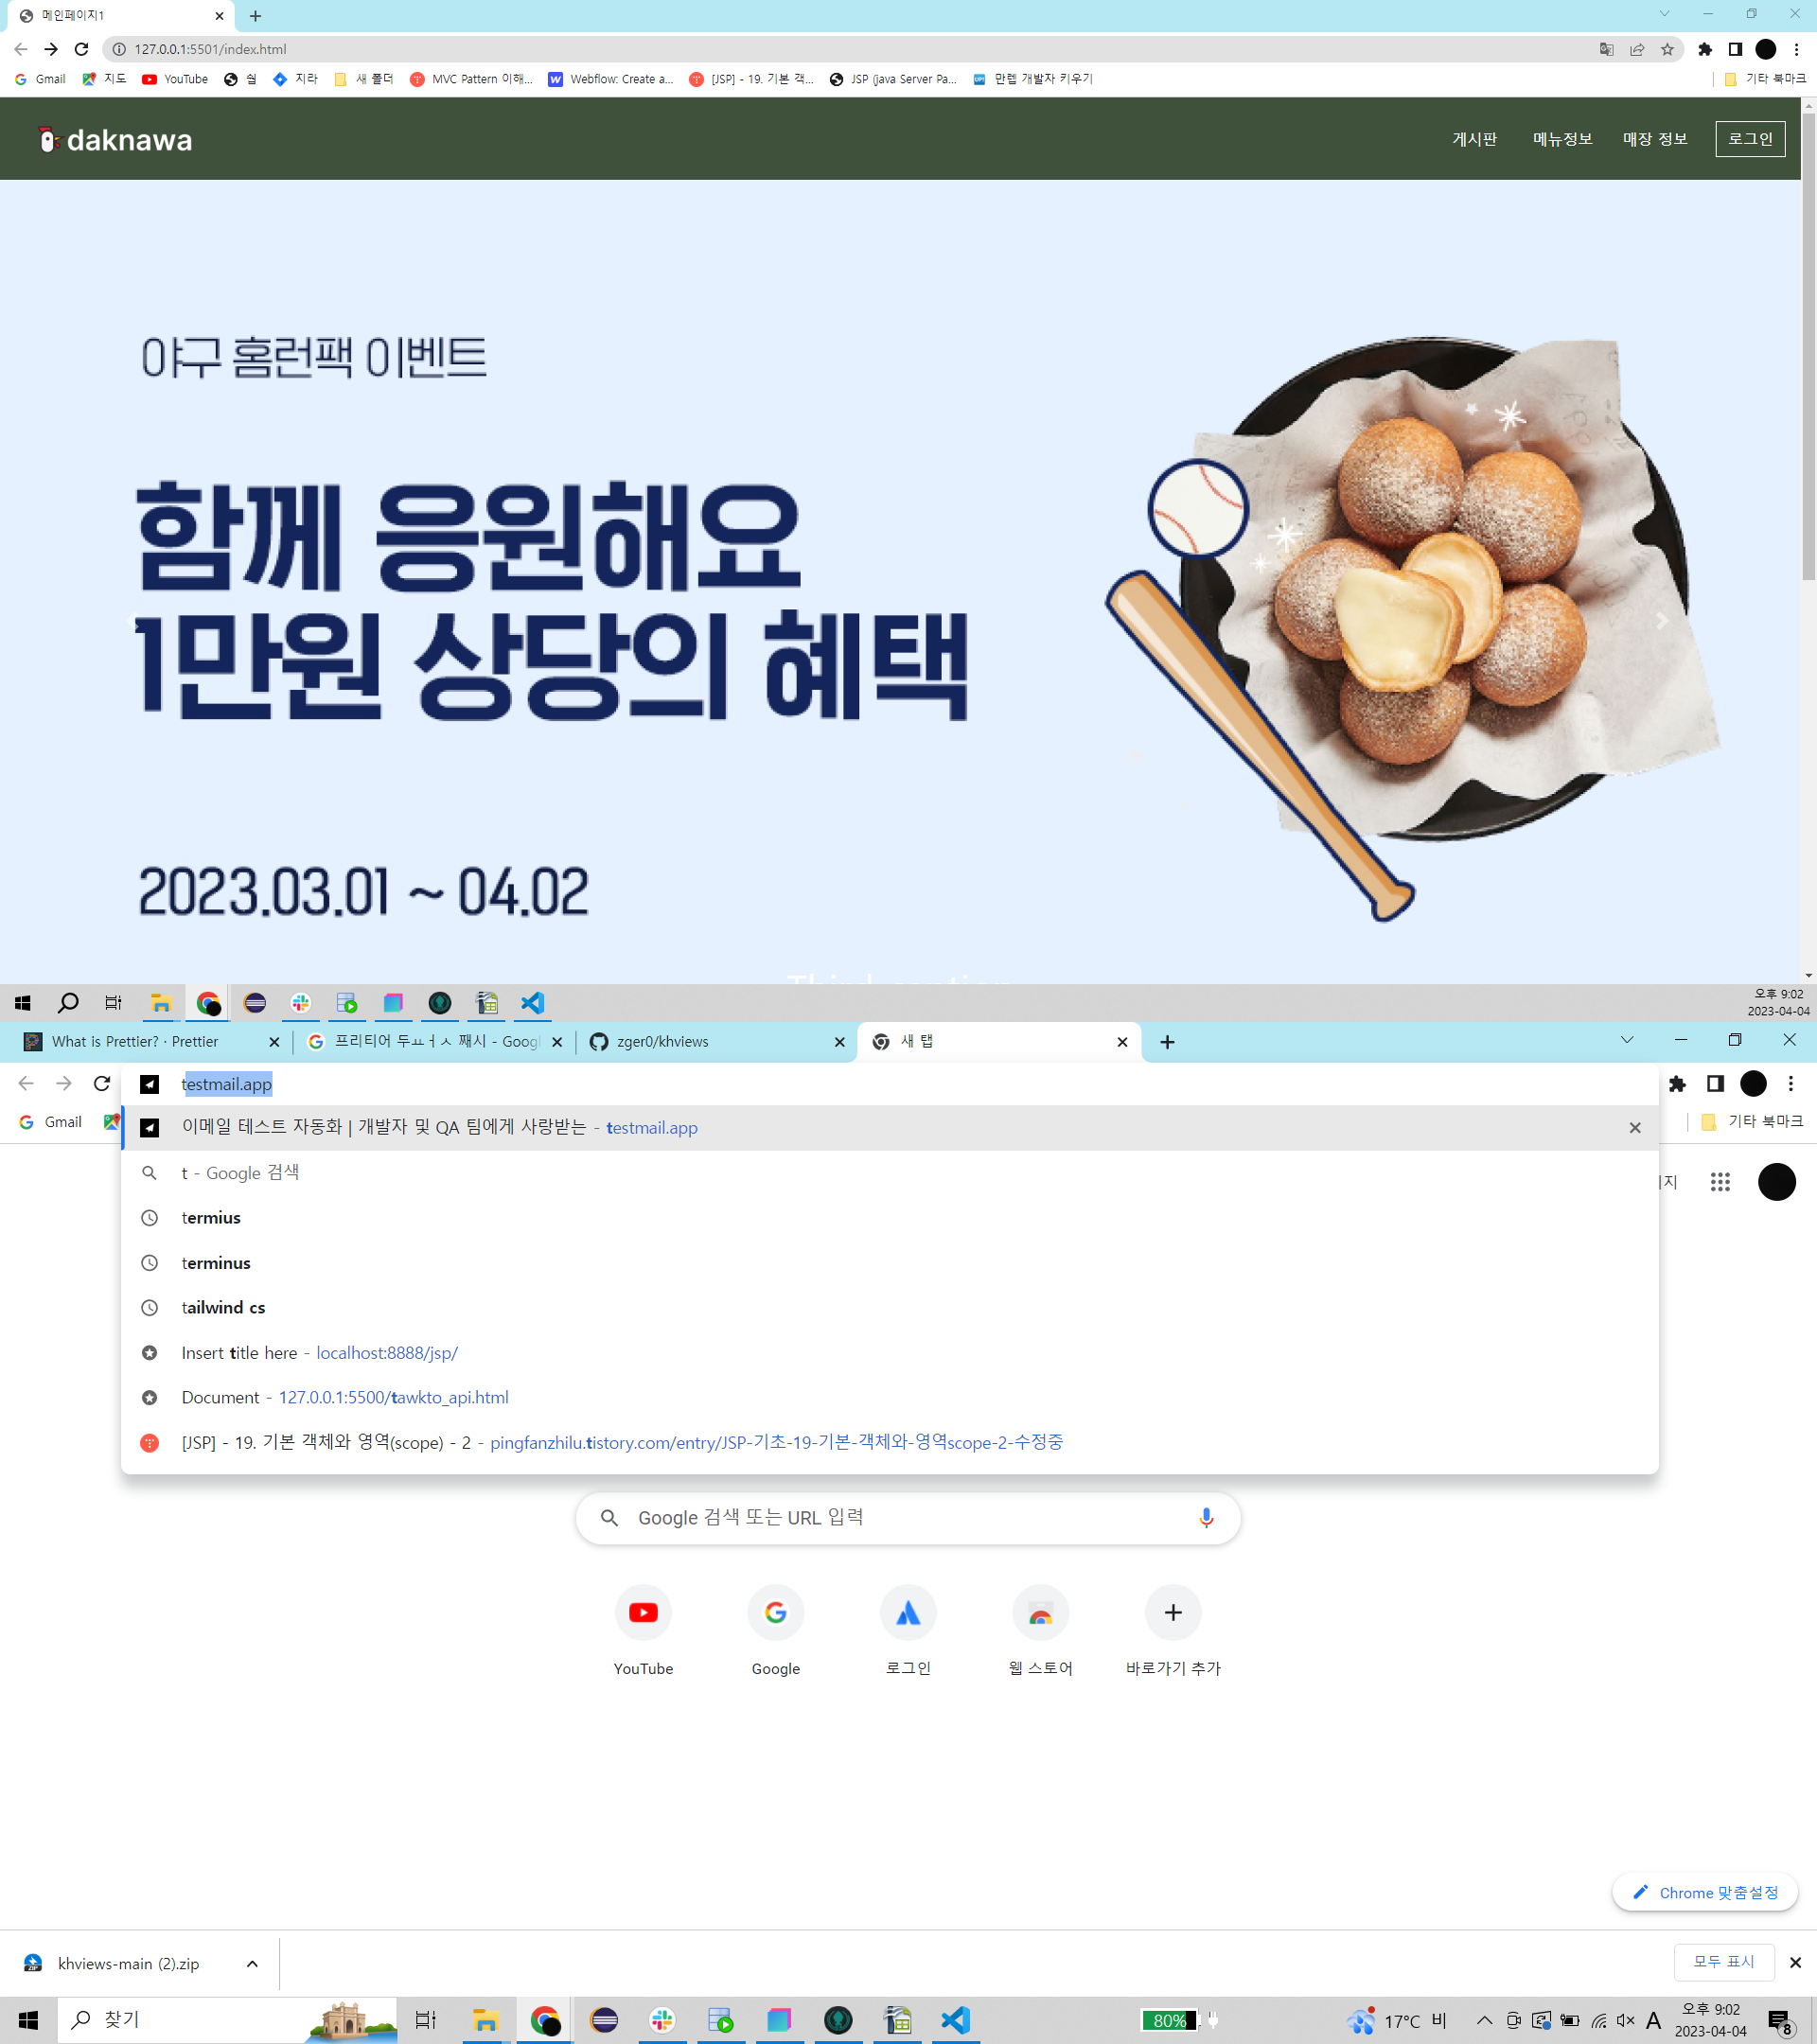 메인페이지1
127.0.0.1:5501/index.html
Gmail 지도 YouTube 쉴 지라 새 폴더 MVC Pattern 이해... Webflow: Create a... [JSP] - 19. 기본 객... JSP (java Server Pa... 만렙 개발자 키우기 기타 북마크
daknawa 게시판 메뉴정보 매장 정보 로그인
야구 홈런팩 이벤트
함께 응원해요
1만원 상당의 혜택
2023.03.01 ~ 04.02
오후 9:02
2023-04-04
What is Prettier? · Prettier 프리티어 두ㅛㅓㅅ 째시 - Googl zger0/khviews 새 탭
testmail.app
Gmail 기타 북마크
이메일 테스트 자동화 | 개발자 및 QA 팀에게 사랑받는 - testmail.app
t - Google 검색
termius
terminus
tailwind cs
Insert title here - localhost:8888/jsp/
Document - 127.0.0.1:5500/tawkto_api.html
[JSP] - 19. 기본 객체와 영역(scope) - 2 - pingfanzhilu.tistory.com/entry/JSP-기초-19-기본-객체와-영역scope-2-수정중
Google 검색 또는 URL 입력
YouTube Google 로그인 웹 스토어 바로가기 추가
Chrome 맞춤설정
khviews-main (2).zip 모두 표시
찾기 80% 17°C 비 A 오후 9:02
2023-04-04 8